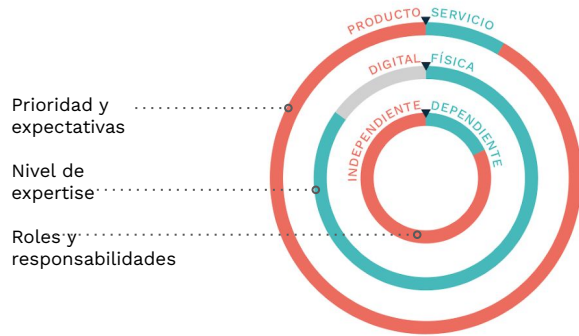 PRODUCTO SERVICIO
DIGITAL FÍSICA
INDEPENDIENTE DEPENDIENTE
Prioridad y
expectativas
Nivel de
expertise
Roles y
responsabilidades